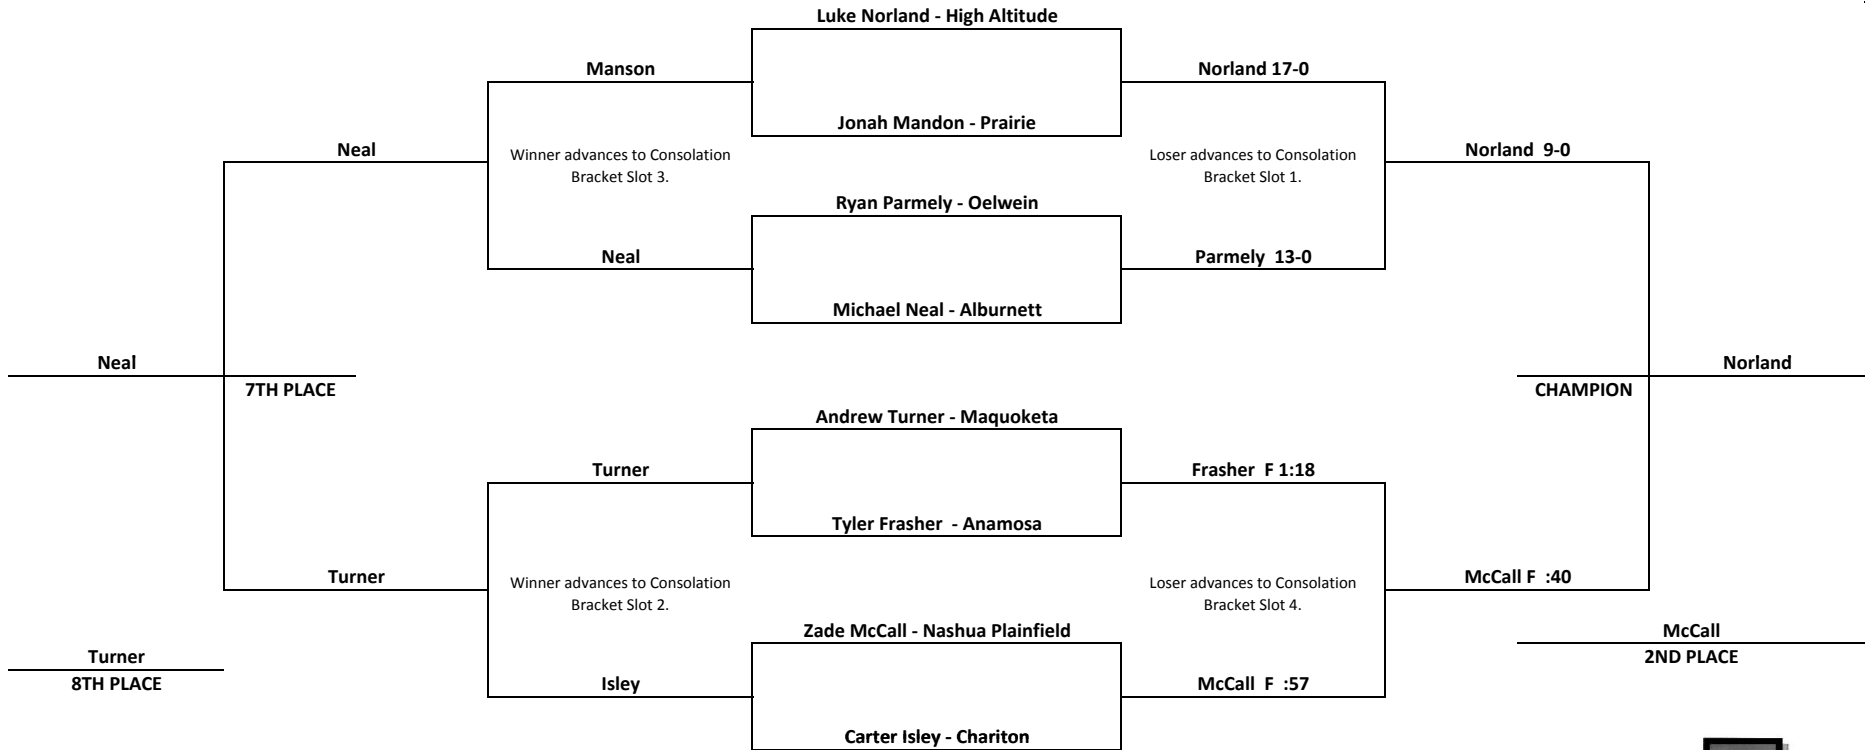 Luke Norland - High Altitude
Manson
Norland 17-0
Jonah Mandon - Prairie
Neal
Winner advances to Consolation
Bracket Slot 3.
Loser advances to Consolation
Bracket Slot 1.
Norland  9-0
Ryan Parmely - Oelwein
Neal
Parmely  13-0
Michael Neal - Alburnett
Neal
7TH PLACE
Norland
CHAMPION
Andrew Turner - Maquoketa
Turner
Frasher  F 1:18
Tyler Frasher  - Anamosa
Turner
Winner advances to Consolation
Bracket Slot 2.
Loser advances to Consolation
Bracket Slot 4.
McCall F  :40
Zade McCall - Nashua Plainfield
Turner
8TH PLACE
McCall
2ND PLACE
Isley
McCall  F  :57
Carter Isley - Chariton